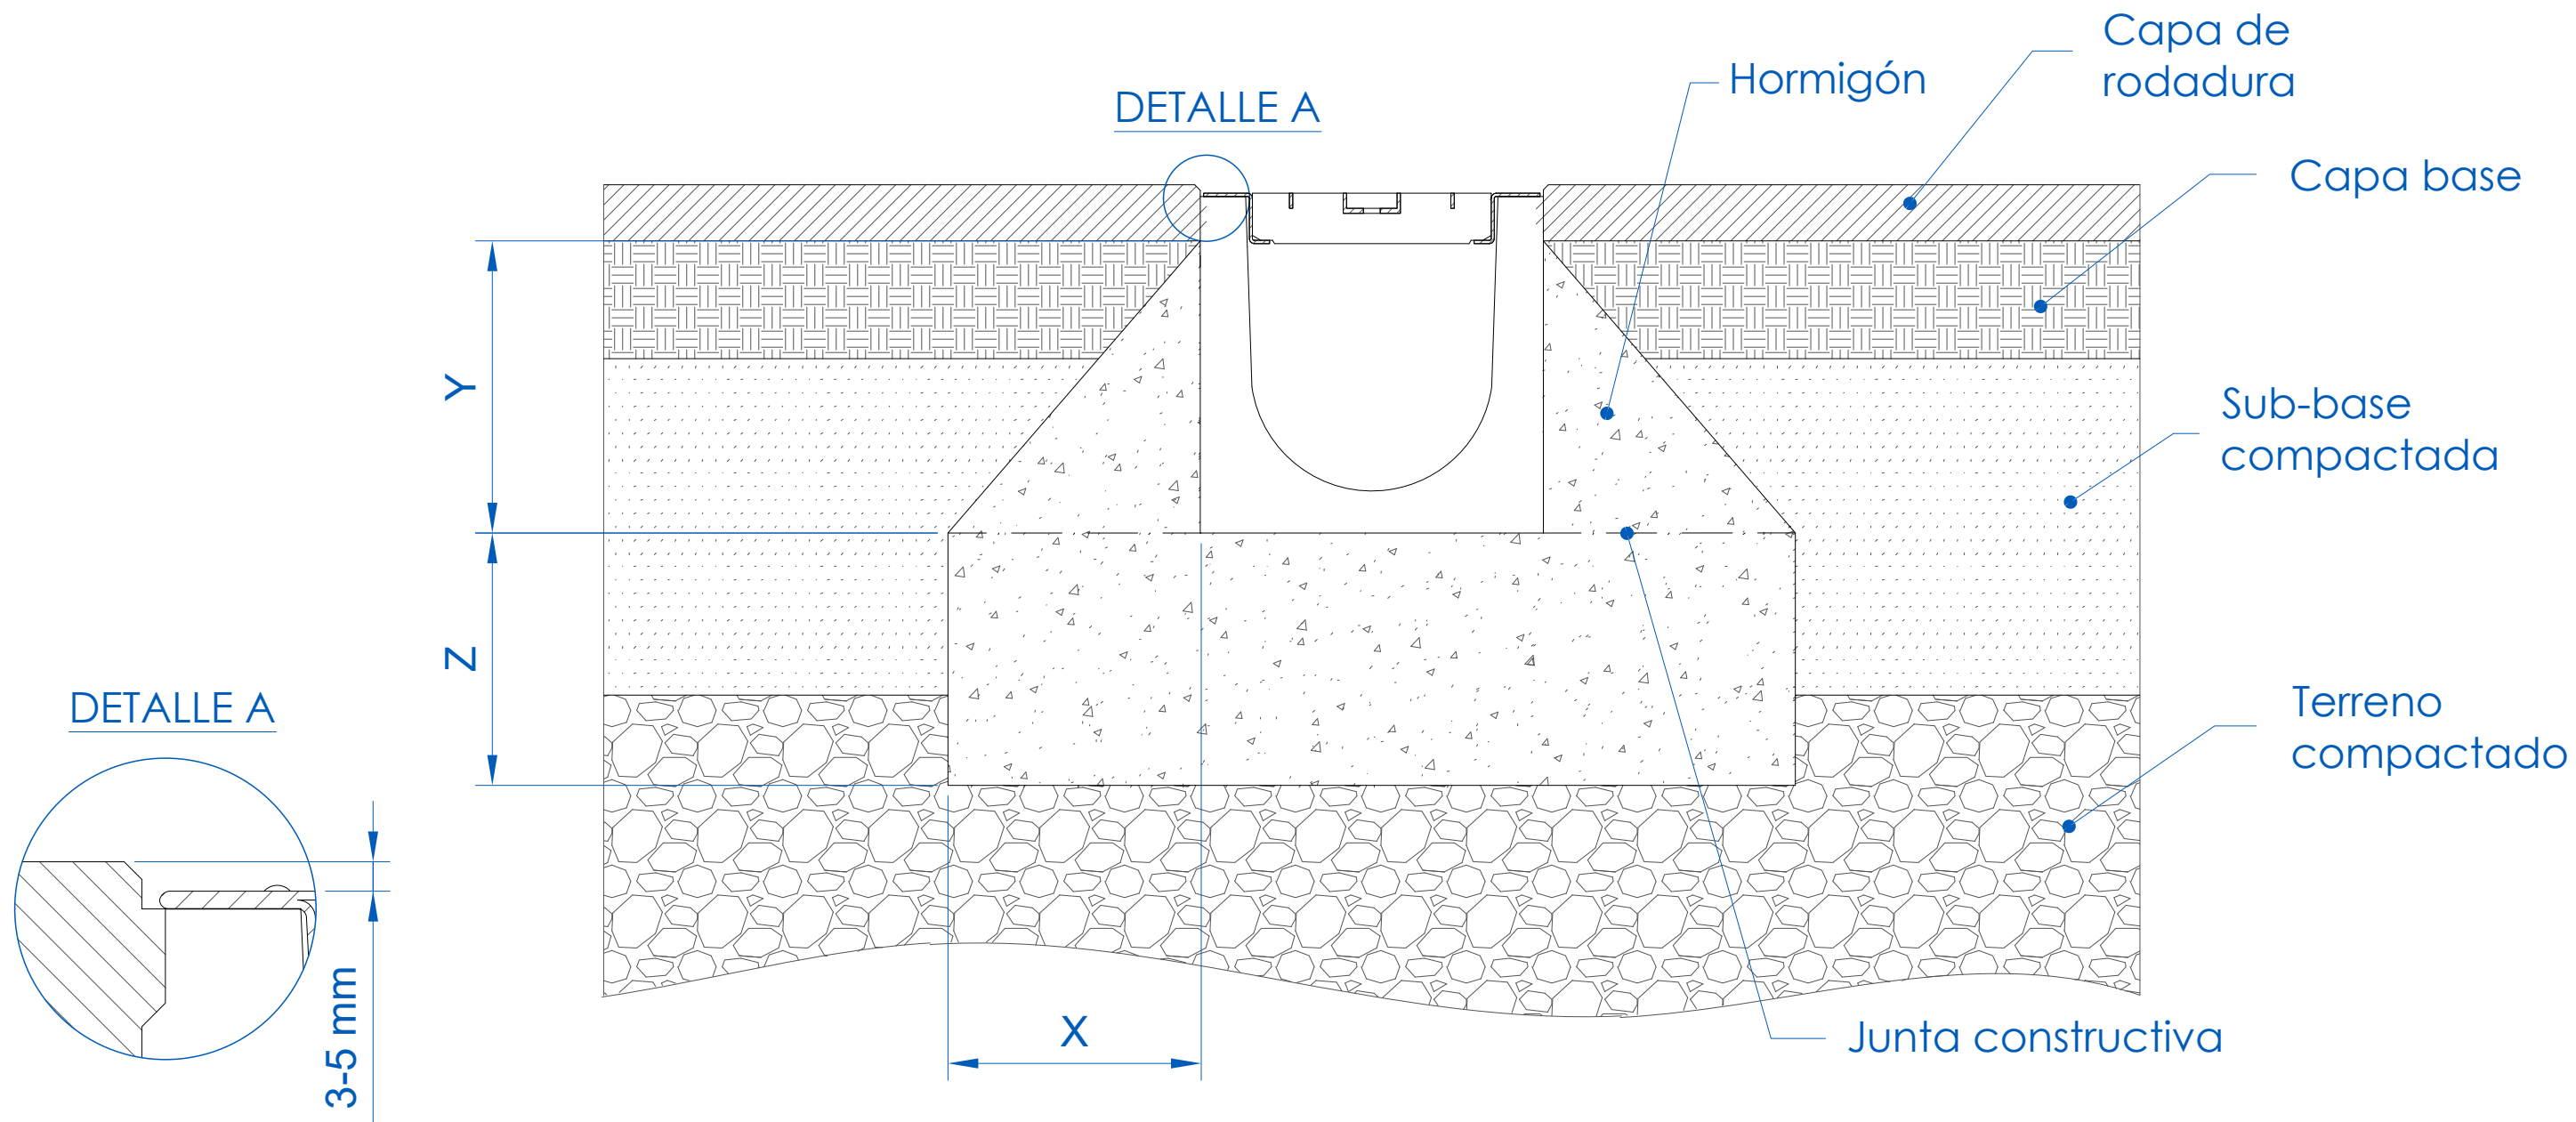 Capa de
rodadura
Hormigón
DETALLE A
Capa base
Y
Sub-base
compactada
Z
DETALLE A
Terreno
compactado
3-5 mm
X
Junta constructiva